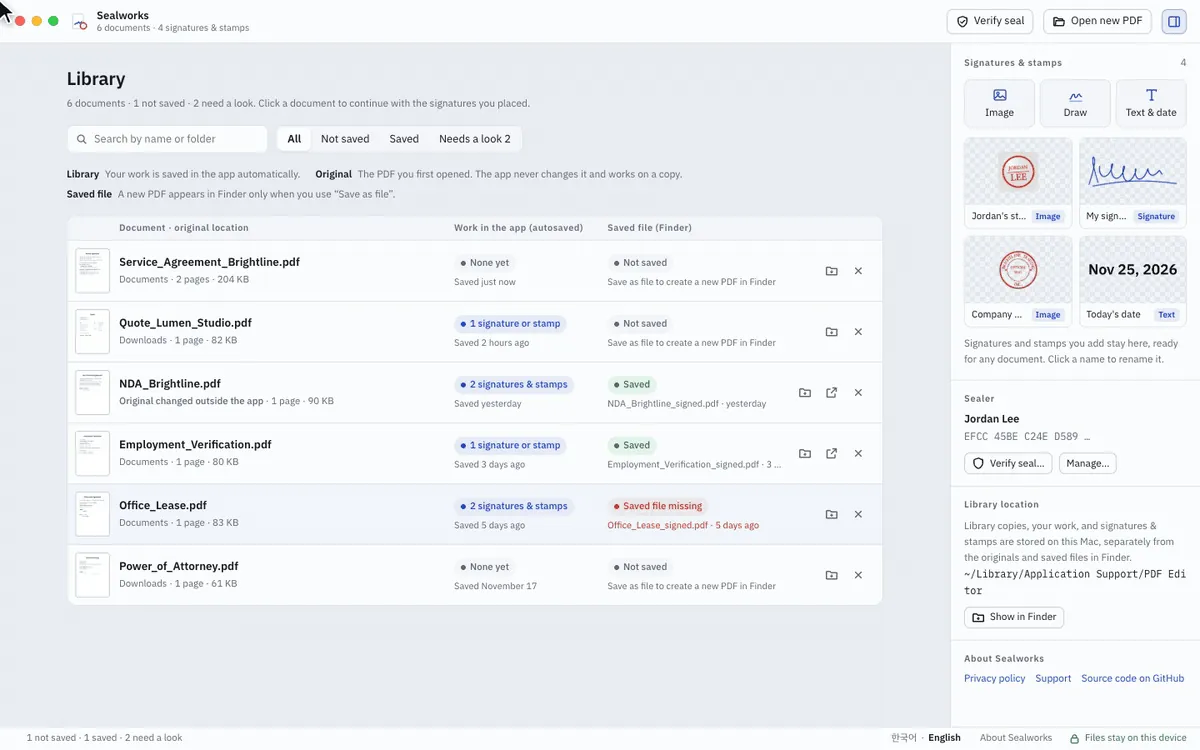 Sealworks
6 documents · 4 signatures & stamps
Verify seal
Open new PDF
Library
6 documents · 1 not saved · 2 need a look. Click a document to continue with the signatures you placed.
Search by name or folder
All
Not saved
Saved
Needs a look 2
Library Your work is saved in the app automatically. Original The PDF you first opened. The app never changes it and works on a copy.
Saved file A new PDF appears in Finder only when you use “Save as file”.
Document · original location
Work in the app (autosaved)
Saved file (Finder)
Service_Agreement_Brightline.pdf
Documents · 2 pages · 204 KB
None yet
Saved just now
Not saved
Save as file to create a new PDF in Finder
Quote_Lumen_Studio.pdf
Downloads · 1 page · 82 KB
1 signature or stamp
Saved 2 hours ago
Not saved
Save as file to create a new PDF in Finder
NDA_Brightline.pdf
Original changed outside the app · 1 page · 90 KB
2 signatures & stamps
Saved yesterday
Saved
NDA_Brightline_signed.pdf · yesterday
Employment_Verification.pdf
Documents · 1 page · 80 KB
1 signature or stamp
Saved 3 days ago
Saved
Employment_Verification_signed.pdf · 3 ...
Office_Lease.pdf
Documents · 1 page · 83 KB
2 signatures & stamps
Saved 5 days ago
Saved file missing
Office_Lease_signed.pdf · 5 days ago
Power_of_Attorney.pdf
Downloads · 1 page · 61 KB
None yet
Saved November 17
Not saved
Save as file to create a new PDF in Finder
Signatures & stamps
4
Image
Draw
Text & date
JORDAN
LEE
Jordan's st... Image
My sign... Signature
Nov 25, 2026
Company ... Image
Today's date Text
Signatures and stamps you add stay here, ready
for any document. Click a name to rename it.
Sealer
Jordan Lee
EFCC 45BE C24E D589 …
Verify seal...
Manage...
Library location
Library copies, your work, and signatures &
stamps are stored on this Mac, separately from
the originals and saved files in Finder.
~/Library/Application Support/PDF Edi
tor
Show in Finder
About Sealworks
Privacy policy Support Source code on GitHub
1 not saved · 1 saved · 2 need a look
한국어 · English
About Sealworks
Files stay on this device